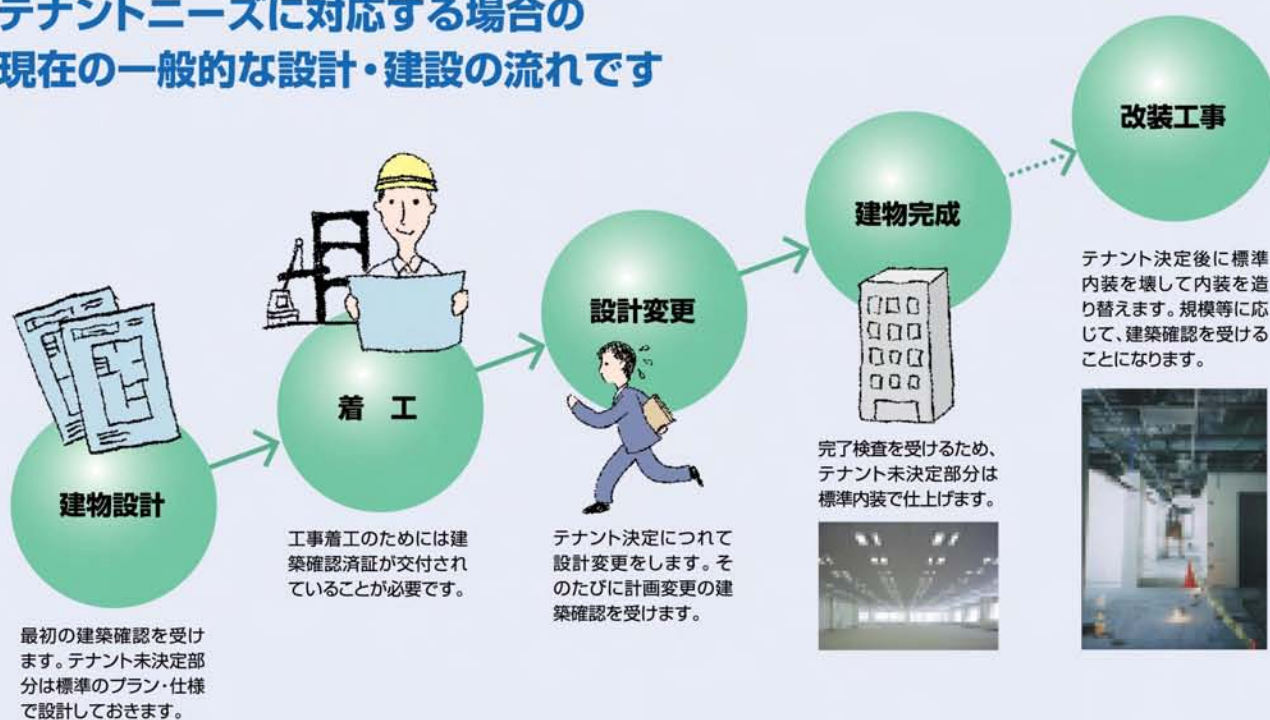 テナントニーズに対応する場合の
現在の一般的な設計・建設の流れです
建物設計
最初の建築確認を受け
ます。テナント未決定部
分は標準のプラン・仕様
で設計しておきます。
着 工
工事着工のためには建
築確認済証が交付され
ていることが必要です。
設計変更
テナント決定につれて
設計変更をします。そ
のたびに計画変更の建
築確認を受けます。
建物完成
完了検査を受けるため、
テナント未決定部分は
標準内装で仕上げます。
改装工事
テナント決定後に標準
内装を壊して内装を造
り替えます。規模等に応
じて、建築確認を受ける
ことになります。